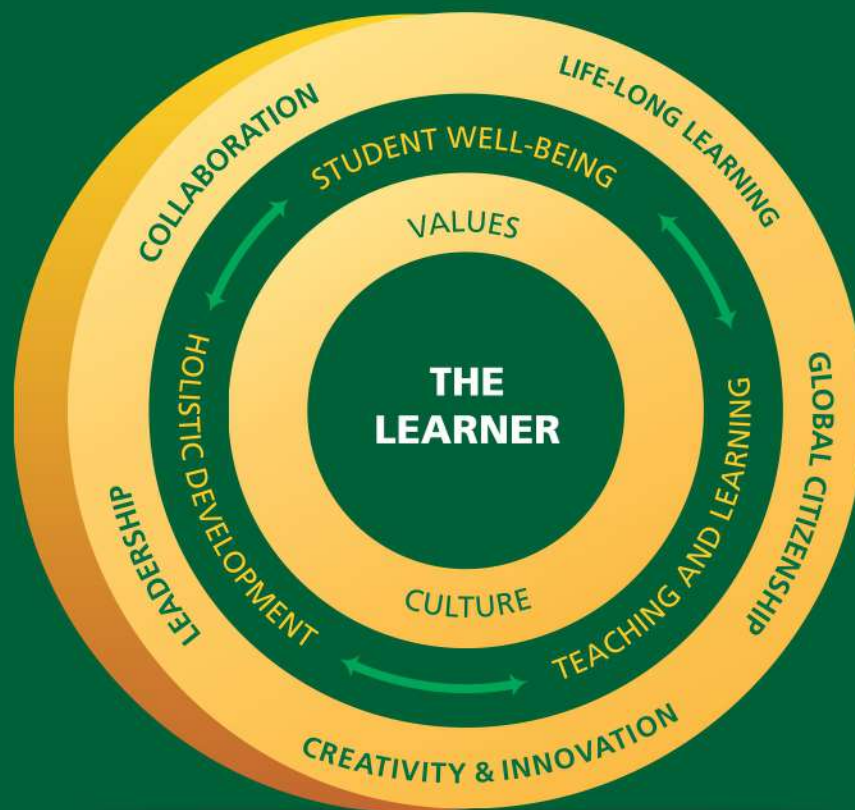 COLLABORATION
LIFE-LONG LEARNING
STUDENT WELL-BEING
VALUES
THE
LEARNER
HOLISTIC DEVELOPMENT
TEACHING AND LEARNING
GLOBAL CITIZENSHIP
LEADERSHIP
CULTURE
CREATIVITY & INNOVATION